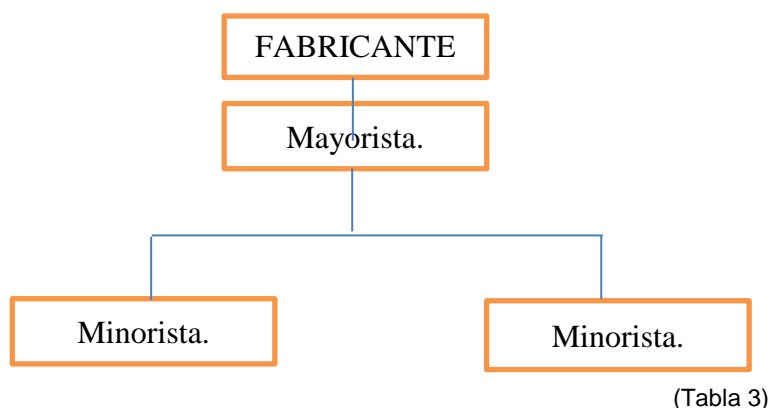 FABRICANTE
Mayorista.
Minorista.
Minorista.
(Tabla 3)